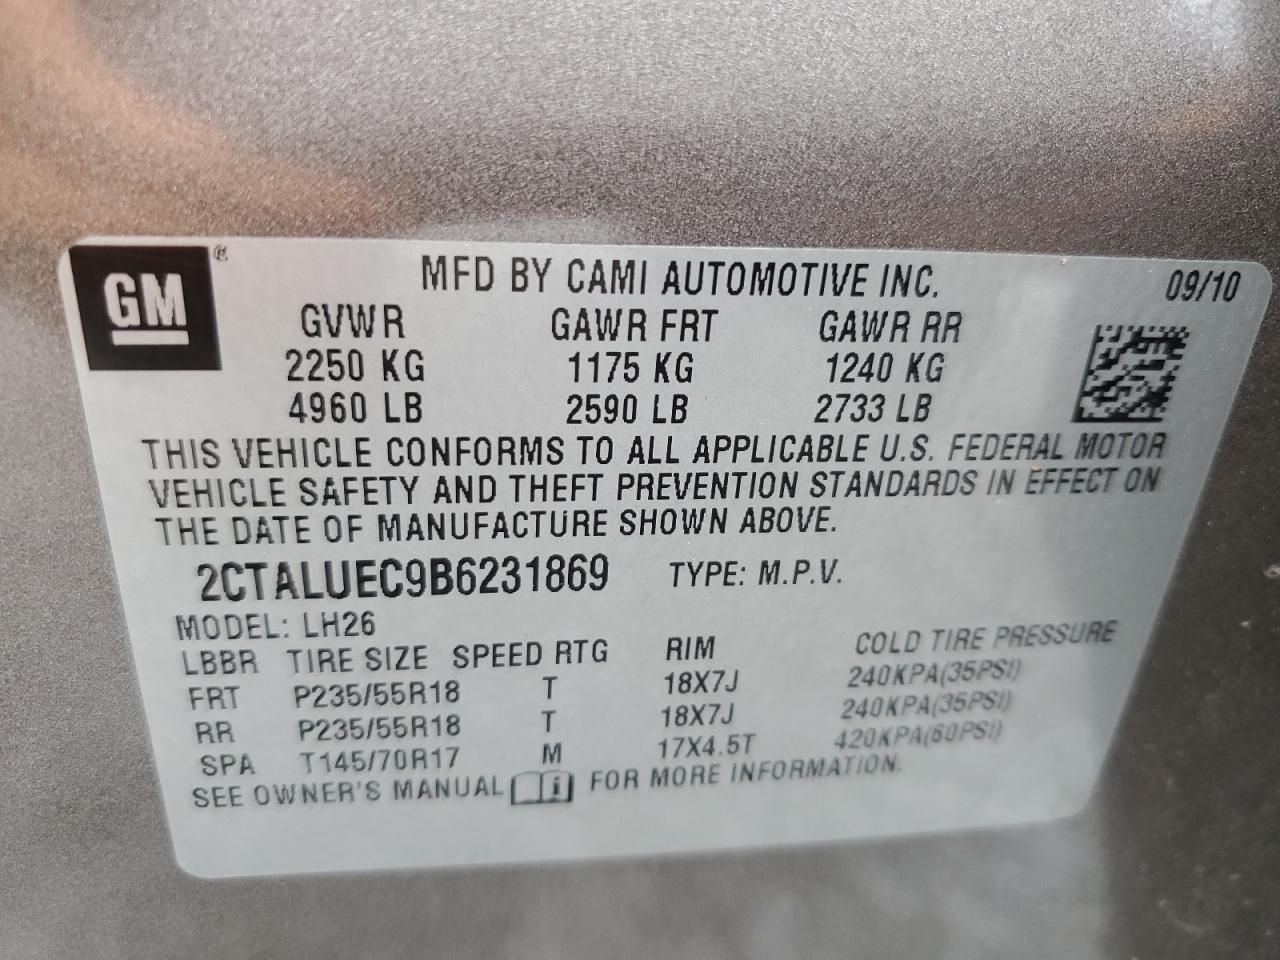 GM®
MFD BY CAMI AUTOMOTIVE INC. 09/10
GVWR GAWR FRT GAWR RR
2250 KG 1175 KG 1240 KG
4960 LB 2590 LB 2733 LB
THIS VEHICLE CONFORMS TO ALL APPLICABLE U.S. FEDERAL MOTOR
VEHICLE SAFETY AND THEFT PREVENTION STANDARDS IN EFFECT ON
THE DATE OF MANUFACTURE SHOWN ABOVE.
2CTALUEC9B6231869 TYPE: M.P.V.
MODEL: LH26
LBBR TIRE SIZE SPEED RTG RIM COLD TIRE PRESSURE
FRT P235/55R18 T 18X7J 240KPA(35PSI)
RR P235/55R18 T 18X7J 240KPA(35PSI)
SPA T145/70R17 M 17X4.5T 420KPA(60PSI)
SEE OWNER'S MANUAL i FOR MORE INFORMATION.